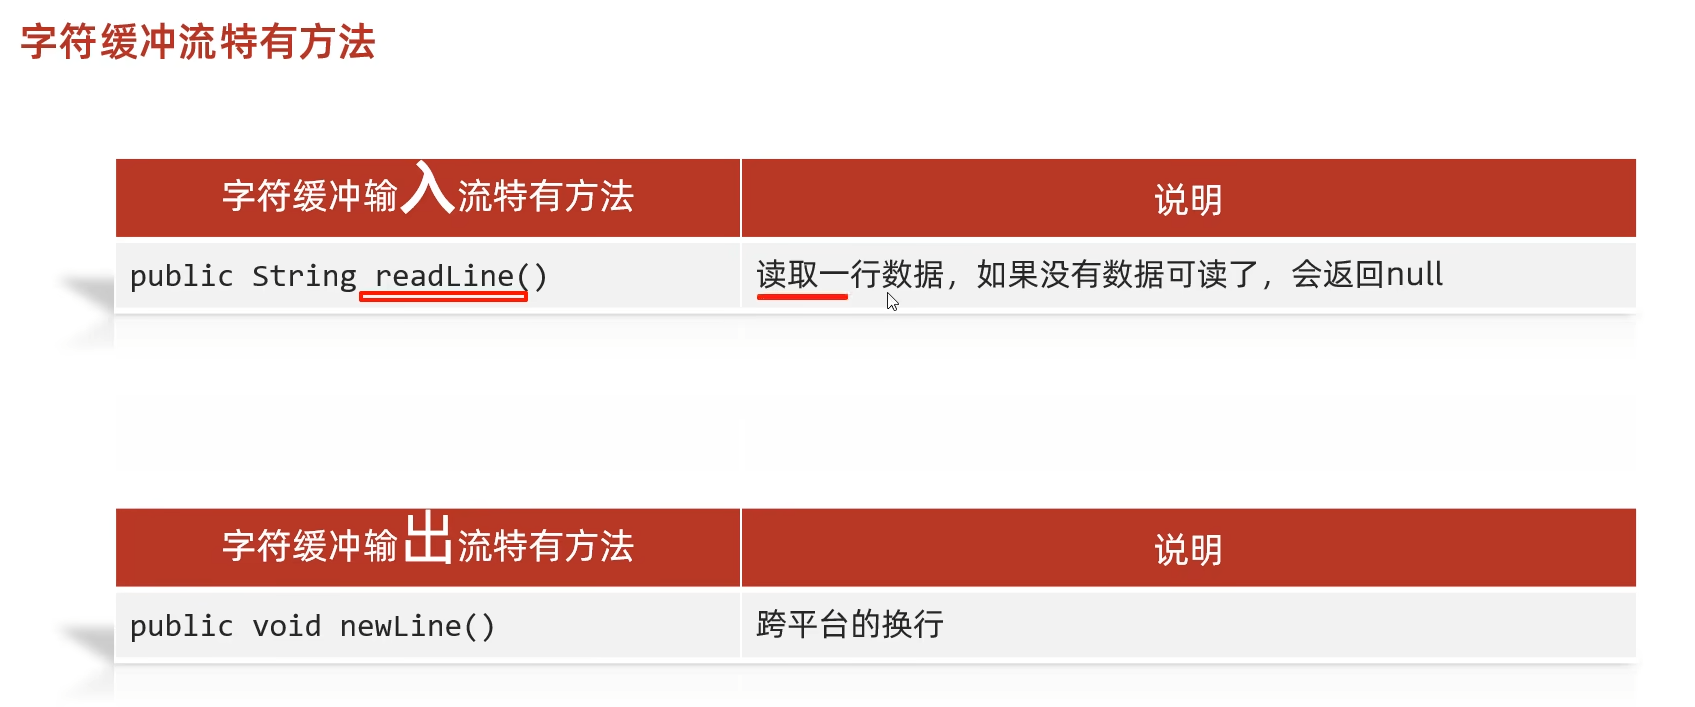 字符缓冲流特有方法
字符缓冲输入流特有方法 说明
public String readLine() 读取一行数据，如果没有数据可读了，会返回null
字符缓冲输出流特有方法 说明
public void newLine() 跨平台的换行